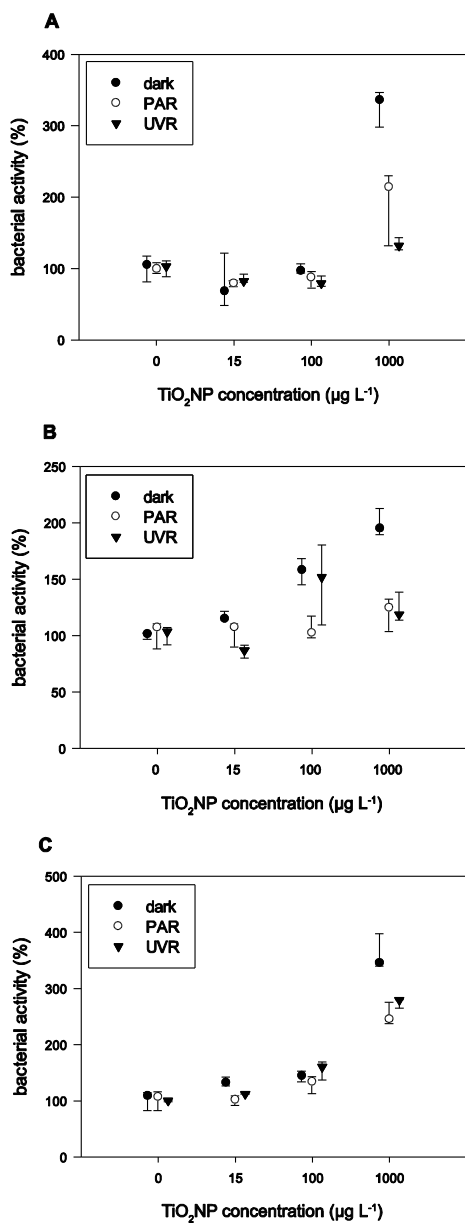 A
bacterial activity (%)
400
300
200
100
0
dark
PAR
UVR
0 15 100 1000
TiO₂NP concentration (µg L⁻¹)
B
bacterial activity (%)
250
200
150
100
50
0
dark
PAR
UVR
0 15 100 1000
TiO₂NP concentration (µg L⁻¹)
C
bacterial activity (%)
500
400
300
200
100
0
dark
PAR
UVR
0 15 100 1000
TiO₂NP concentration (µg L⁻¹)